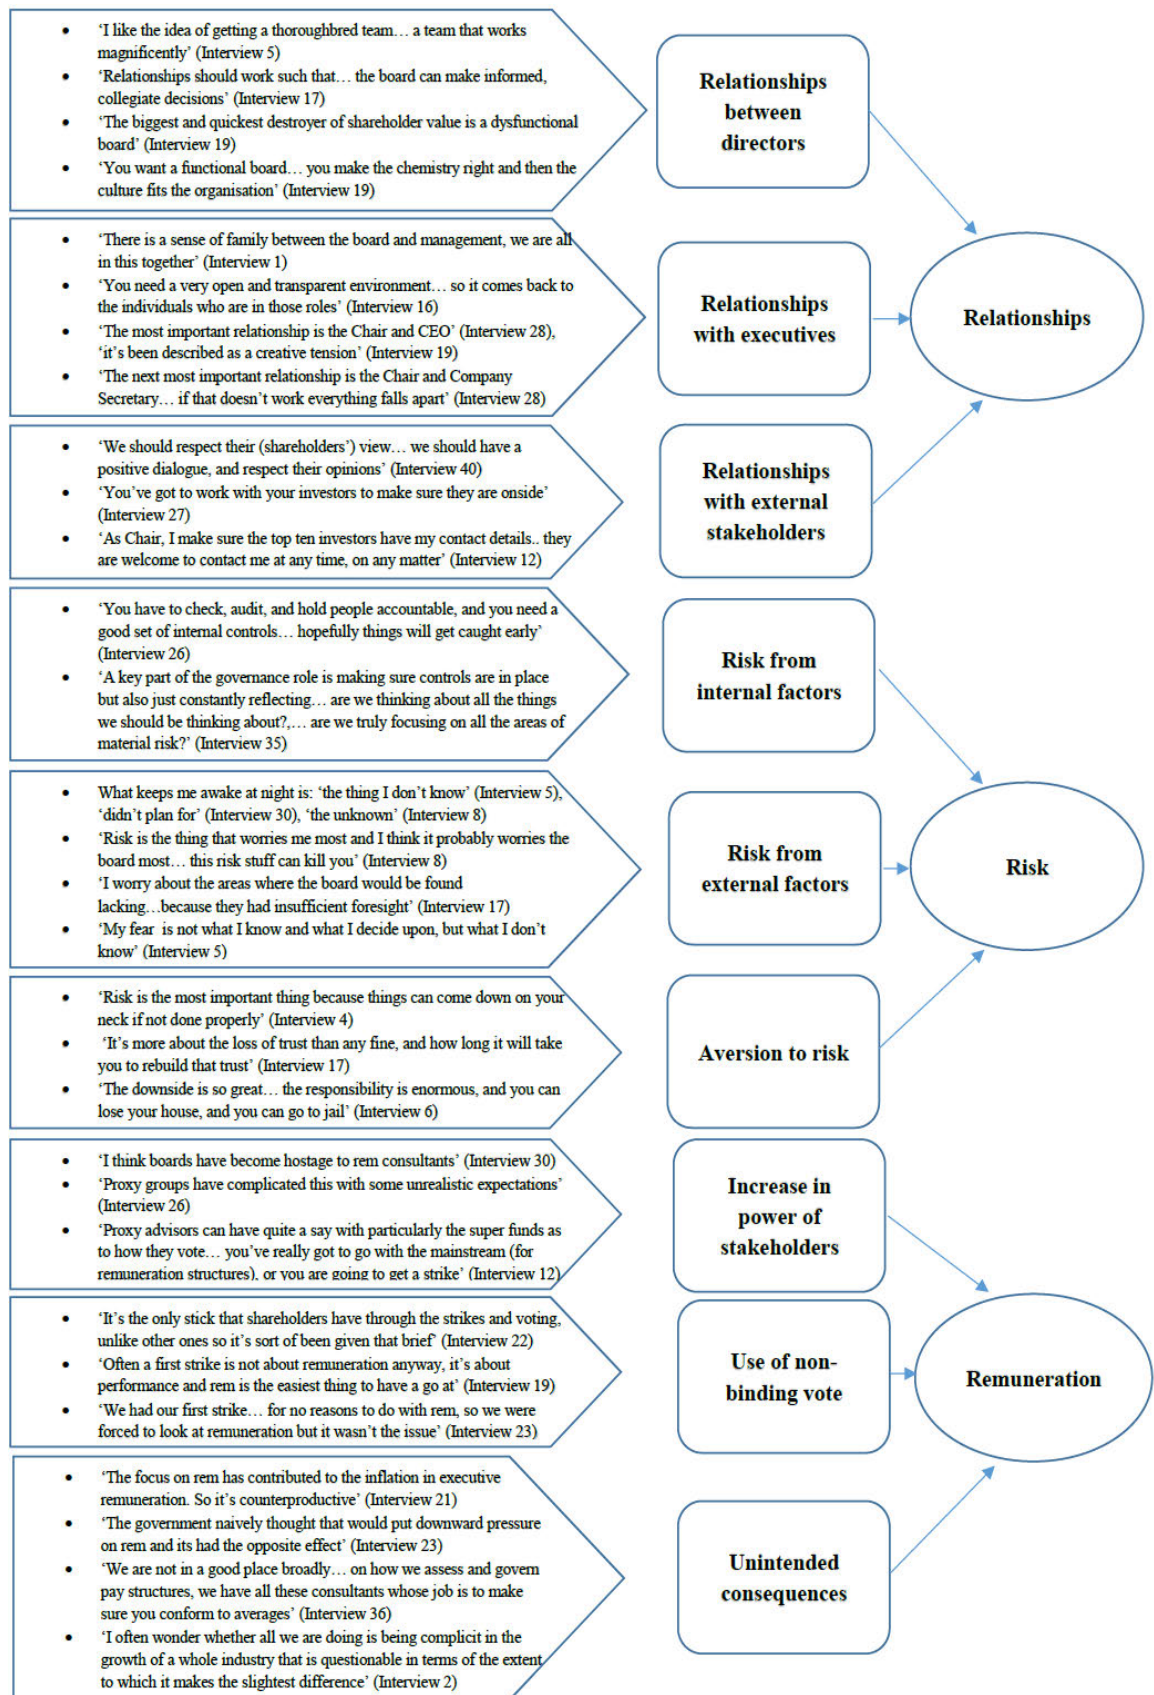 • ‘I like the idea of getting a thoroughbred team… a team that works
magnificently’ (Interview 5)
• ‘Relationships should work such that… the board can make informed,
collegiate decisions’ (Interview 17)
• ‘The biggest and quickest destroyer of shareholder value is a dysfunctional
board’ (Interview 19)
• ‘You want a functional board… you make the chemistry right and then the
culture fits the organisation’ (Interview 19)
Relationships
between
directors
• ‘There is a sense of family between the board and management, we are all
in this together’ (Interview 1)
• ‘You need a very open and transparent environment… so it comes back to
the individuals who are in those roles’ (Interview 16)
• ‘The most important relationship is the Chair and CEO’ (Interview 28),
‘it’s been described as a creative tension’ (Interview 19)
• ‘The next most important relationship is the Chair and Company
Secretary… if that doesn’t work everything falls apart’ (Interview 28)
Relationships
with executives
Relationships
• ‘We should respect their (shareholders’) view… we should have a
positive dialogue, and respect their opinions’ (Interview 40)
• ‘You’ve got to work with your investors to make sure they are onside’
(Interview 27)
• ‘As Chair, I make sure the top ten investors have my contact details.. they
are welcome to contact me at any time, on any matter’ (Interview 12)
Relationships
with external
stakeholders
• ‘You have to check, audit, and hold people accountable, and you need a
good set of internal controls… hopefully things will get caught early’
(Interview 26)
• ‘A key part of the governance role is making sure controls are in place
but also just constantly reflecting… are we thinking about all the things
we should be thinking about?,… are we truly focusing on all the areas of
material risk?’ (Interview 35)
Risk from
internal factors
• What keeps me awake at night is: ‘the thing I don’t know’ (Interview 5),
‘didn’t plan for’ (Interview 30), ‘the unknown’ (Interview 8)
• ‘Risk is the thing that worries me most and I think it probably worries the
board most… this risk stuff can kill you’ (Interview 8)
• ‘I worry about the areas where the board would be found
lacking…because they had insufficient foresight’ (Interview 17)
• ‘My fear is not what I know and what I decide upon, but what I don’t
know’ (Interview 5)
Risk from
external factors
Risk
• ‘Risk is the most important thing because things can come down on your
neck if not done properly’ (Interview 4)
• ‘It’s more about the loss of trust than any fine, and how long it will take
you to rebuild that trust’ (Interview 17)
• ‘The downside is so great… the responsibility is enormous, and you can
lose your house, and you can go to jail’ (Interview 6)
Aversion to risk
• ‘I think boards have become hostage to rem consultants’ (Interview 30)
• ‘Proxy groups have complicated this with some unrealistic expectations’
(Interview 26)
• ‘Proxy advisors can have quite a say with particularly the super funds as
to how they vote… you’ve really got to go with the mainstream (for
remuneration structures), or you are going to get a strike’ (Interview 12)
Increase in
power of
stakeholders
• ‘It’s the only stick that shareholders have through the strikes and voting,
unlike other ones so it’s sort of been given that brief’ (Interview 22)
• ‘Often a first strike is not about remuneration anyway, it’s about
performance and rem is the easiest thing to have a go at’ (Interview 19)
• ‘We had our first strike… for no reasons to do with rem, so we were
forced to look at remuneration but it wasn’t the issue’ (Interview 23)
Use of non-
binding vote
Remuneration
• ‘The focus on rem has contributed to the inflation in executive
remuneration. So it’s counterproductive’ (Interview 21)
• ‘The government naively thought that would put downward pressure
on rem and its had the opposite effect’ (Interview 23)
• ‘We are not in a good place broadly… on how we assess and govern
pay structures, we have all these consultants whose job is to make
sure you conform to averages’ (Interview 36)
• ‘I often wonder whether all we are doing is being complicit in the
growth of a whole industry that is questionable in terms of the extent
to which it makes the slightest difference’ (Interview 2)
Unintended
consequences